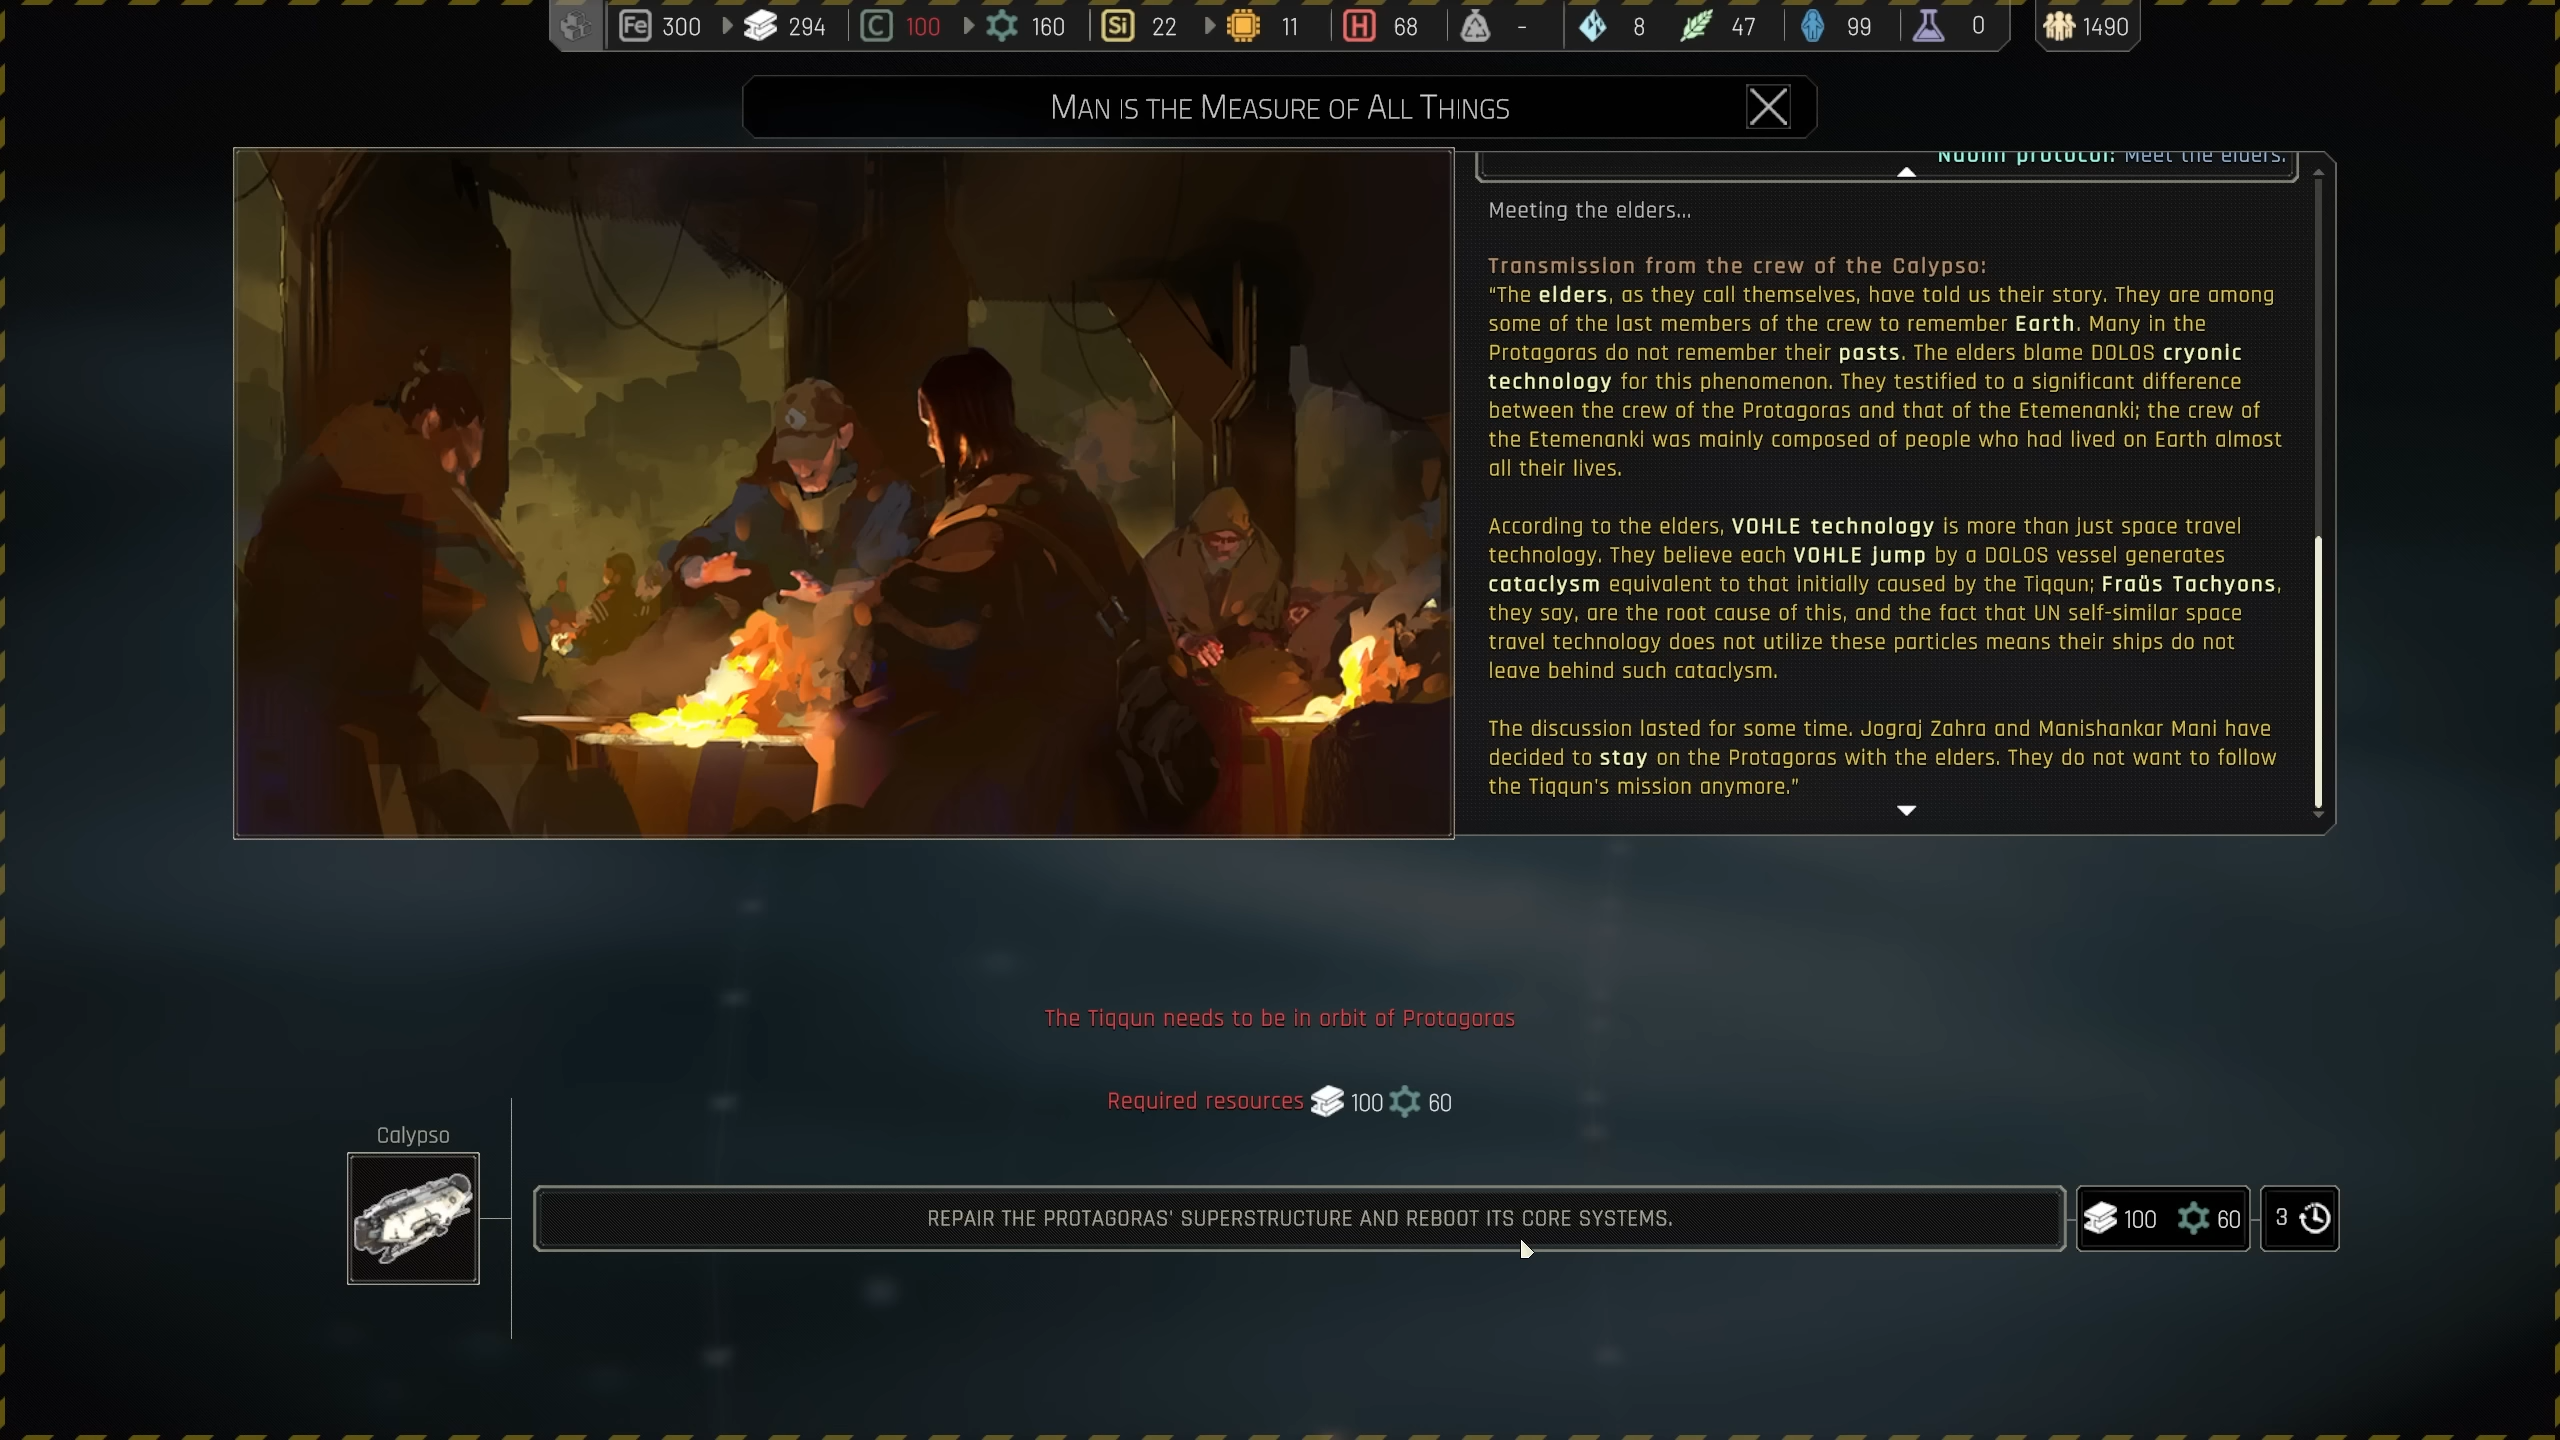 Fe 300 294 C 100 160 Si 22 11 H 68 - 8 47 99 0 1490
Man is the Measure of All Things
Naomi protocol: Meet the elders.
Meeting the elders...
Transmission from the crew of the Calypso:
“The elders, as they call themselves, have told us their story. They are among
some of the last members of the crew to remember Earth. Many in the
Protagoras do not remember their pasts. The elders blame DOLOS cryonic
technology for this phenomenon. They testified to a significant difference
between the crew of the Protagoras and that of the Etemenanki; the crew of
the Etemenanki was mainly composed of people who had lived on Earth almost
all their lives.
According to the elders, VOHLE technology is more than just space travel
technology. They believe each VOHLE jump by a DOLOS vessel generates
cataclysm equivalent to that initially caused by the Tiqqun; Fraüs Tachyons,
they say, are the root cause of this, and the fact that UN self-similar space
travel technology does not utilize these particles means their ships do not
leave behind such cataclysm.
The discussion lasted for some time. Jograj Zahra and Manishankar Mani have
decided to stay on the Protagoras with the elders. They do not want to follow
the Tiqqun's mission anymore.”
The Tiqqun needs to be in orbit of Protagoras
Required resources 100 60
Calypso
REPAIR THE PROTAGORAS' SUPERSTRUCTURE AND REBOOT ITS CORE SYSTEMS. 100 60 3